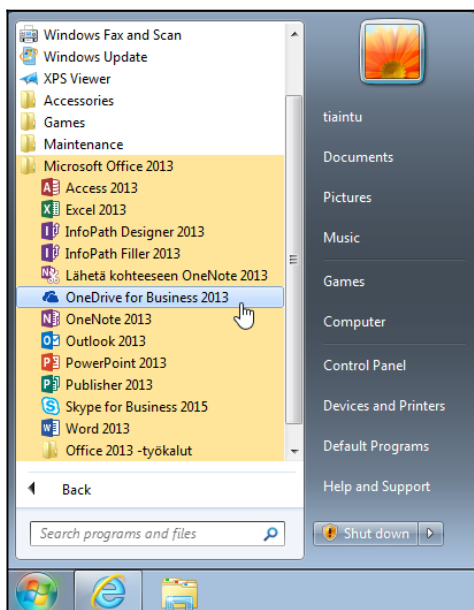 Windows Fax and Scan
Windows Update
XPS Viewer
Accessories
Games
Maintenance
Microsoft Office 2013
Access 2013
Excel 2013
InfoPath Designer 2013
InfoPath Filler 2013
Lähetä kohteeseen OneNote 2013
OneDrive for Business 2013
OneNote 2013
Outlook 2013
PowerPoint 2013
Publisher 2013
Skype for Business 2015
Word 2013
Office 2013 -työkalut
Back
Search programs and files
tiaintu
Documents
Pictures
Music
Games
Computer
Control Panel
Devices and Printers
Default Programs
Help and Support
Shut down